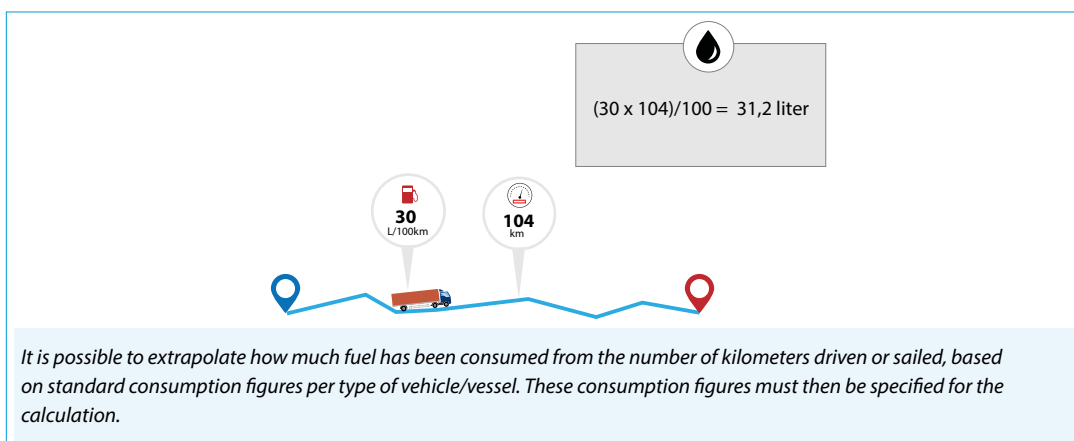 (30 x 104)/100 = 31,2 liter
30
L/100km
104
km
It is possible to extrapolate how much fuel has been consumed from the number of kilometers driven or sailed, based
on standard consumption figures per type of vehicle/vessel. These consumption figures must then be specified for the
calculation.